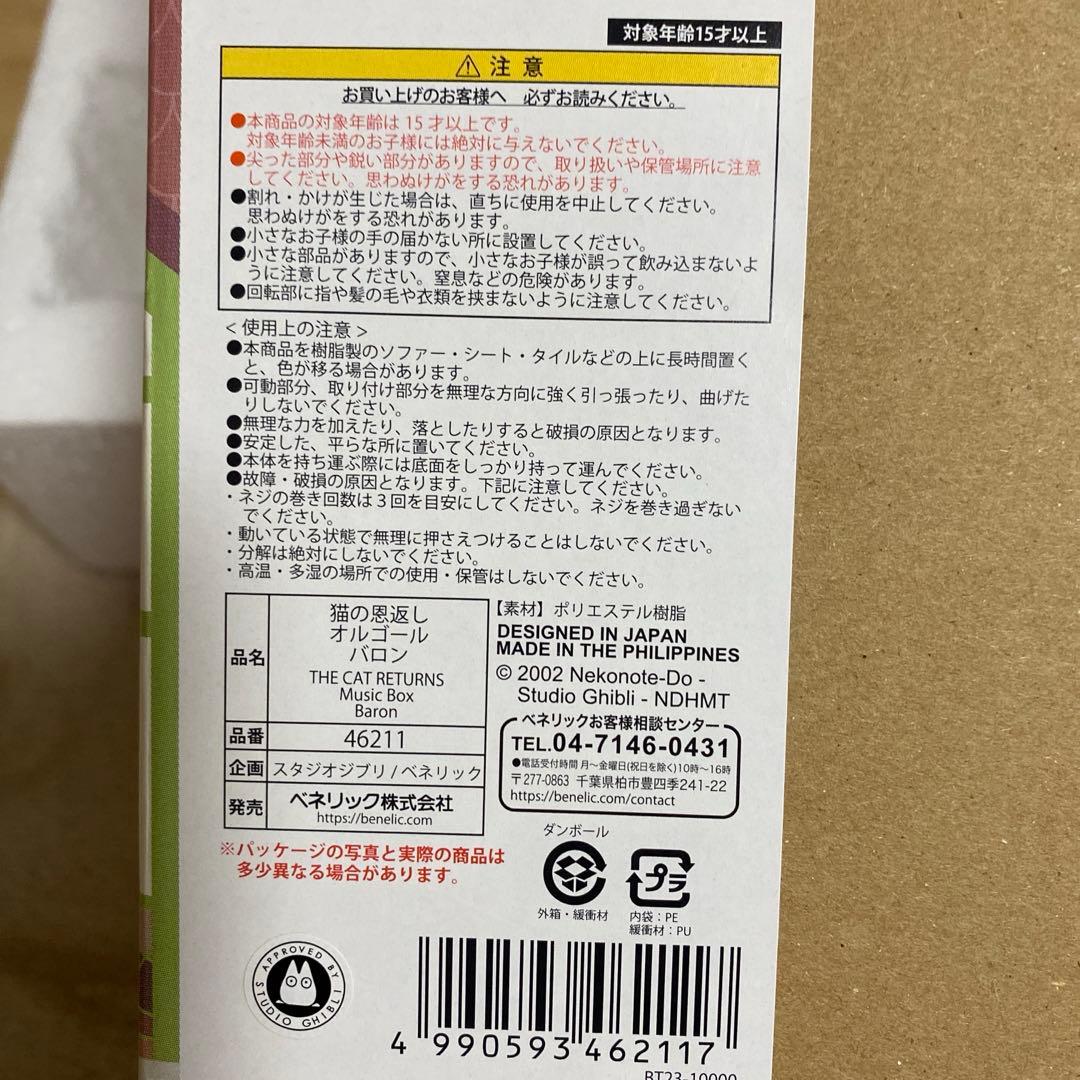 対象年齢15才以上
⚠ 注 意
お買い上げのお客様へ 必ずお読みください。
●本商品の対象年齢は 15 才以上です。
対象年齢未満のお子様には絶対に与えないでください。
●尖った部分や鋭い部分がありますので、取り扱いや保管場所に注意
してください。思わぬけがをする恐れがあります。
●割れ・かけが生じた場合は、直ちに使用を中止してください。
思わぬけがをする恐れがあります。
●小さなお子様の手の届かない所に設置してください。
●小さな部品がありますので、小さなお子様が誤って飲み込まないよ
うに注意してください。窒息などの危険があります。
●回転部に指や髪の毛や衣類を挟まないように注意してください。
< 使用上の注意 >
●本商品を樹脂製のソファー・シート・タイルなどの上に長時間置く
と、色が移る場合があります。
●可動部分、取り付け部分を無理な方向に強く引っ張ったり、曲げた
りしないでください。
●無理な力を加えたり、落としたりすると破損の原因となります。
●安定した、平らな所に置いてください。
●本体を持ち運ぶ際には底面をしっかり持って運んでください。
●故障・破損の原因となります。下記に注意してください。
・ネジの巻き回数は3回を目安にしてください。ネジを巻き過ぎない
でください。
・動いている状態で無理に押さえつけることはしないでください。
・分解は絶対にしないでください。
・高温・多湿の場所での使用・保管はしないでください。
品名
猫の恩返し
オルゴール
バロン
THE CAT RETURNS
Music Box
Baron
品番 46211
企画 スタジオジブリ / ベネリック
発売 ベネリック株式会社
https://benelic.com
【素材】ポリエステル樹脂
DESIGNED IN JAPAN
MADE IN THE PHILIPPINES
© 2002 Nekonote-Do -
Studio Ghibli - NDHMT
ベネリックお客様相談センター
TEL.04-7146-0431
●電話受付時間 月〜金曜日(祝日を除く)10時〜16時
〒277-0863 千葉県柏市豊四季241-22
https://benelic.com/contact
※パッケージの写真と実際の商品は
多少異なる場合があります。
ダンボール
外箱・緩衝材
プラ
内袋：PE
緩衝材：PU
APPROVED BY STUDIO GHIBLI
4 990593 462117
BT23-10000